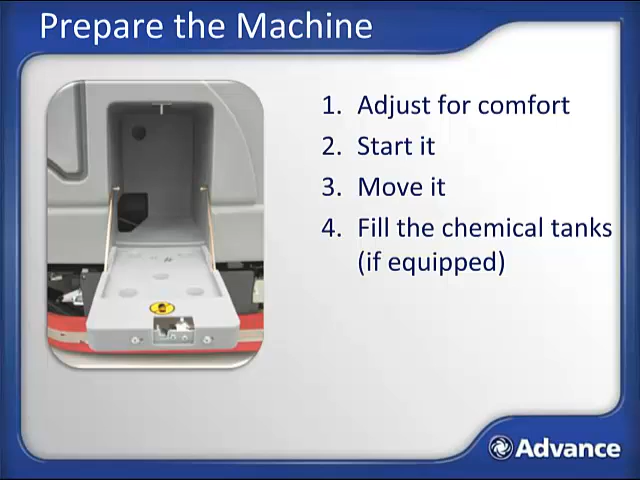 Prepare the Machine
1. Adjust for comfort
2. Start it
3. Move it
4. Fill the chemical tanks
(if equipped)
Advance